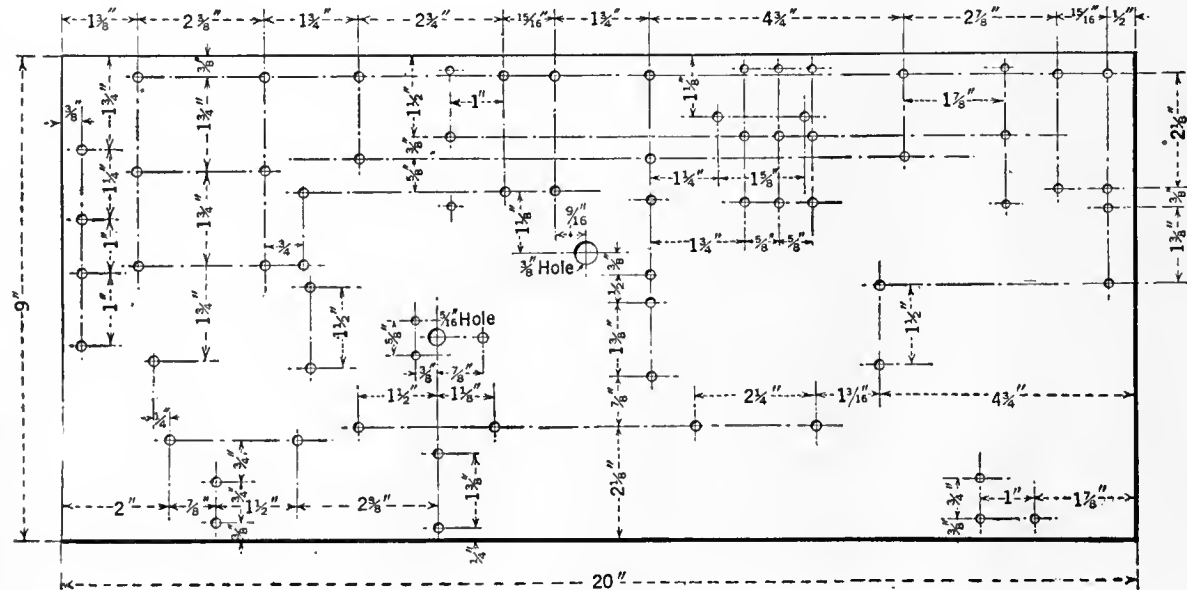 1⅜" 2⅜" 1¾" 2¾" 15/16" 1¾" 4¾" 2⅞" 15/16" ½"
⅜"
⅜" 1¾" 1¾" 1½" 1" 1⅛" 1⅞" 2⅛"
⅜"
1¼" ⅝" 1¼" 1⅝" ⅜"
1¾" 1⅛" 9/16"
1" ¾" 1¾" ⅝" ⅝" 1⅜"
⅜" Hole ⅜"
9" 1" 1¾" 1½" ½" 1½"
5/16" Hole
⅝" 1⅜"
⅜" ⅞"
1½" 1⅛" ⅞" 2¼" 1 3/16" 4¾"
¼"
¾" 2⅛"
2" ⅞" ¾" 1½" 2⅝" 1⅜" ¾" 1" 1⅞"
⅜" ¼" ⅜"
20"